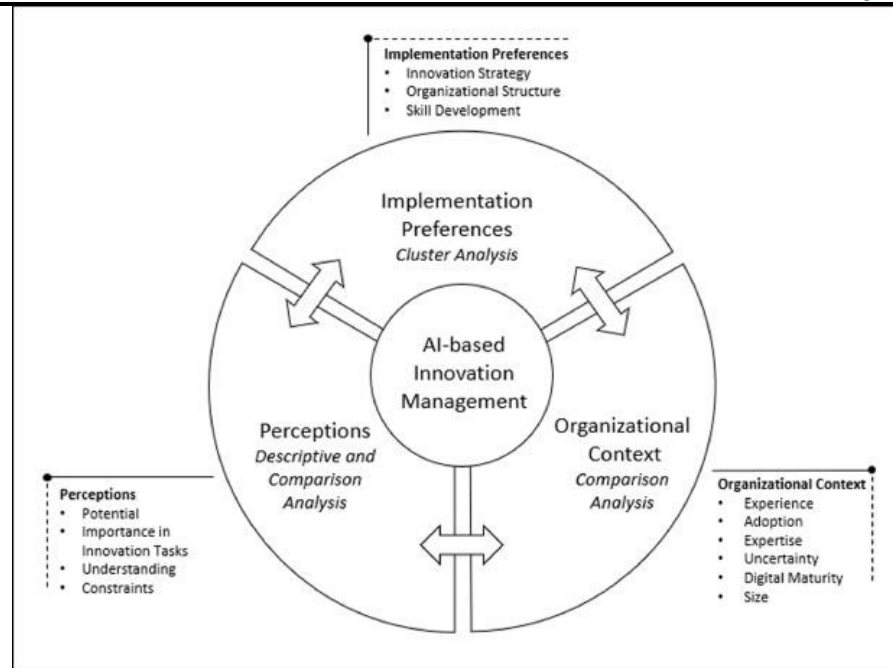 Implementation Preferences
• Innovation Strategy
• Organizational Structure
• Skill Development
Implementation
Preferences
Cluster Analysis
AI-based
Innovation
Management
Perceptions
Descriptive and
Comparison
Analysis
Organizational
Context
Comparison
Analysis
Perceptions
• Potential
• Importance in
Innovation Tasks
• Understanding
• Constraints
Organizational Context
• Experience
• Adoption
• Expertise
• Uncertainty
• Digital Maturity
• Size